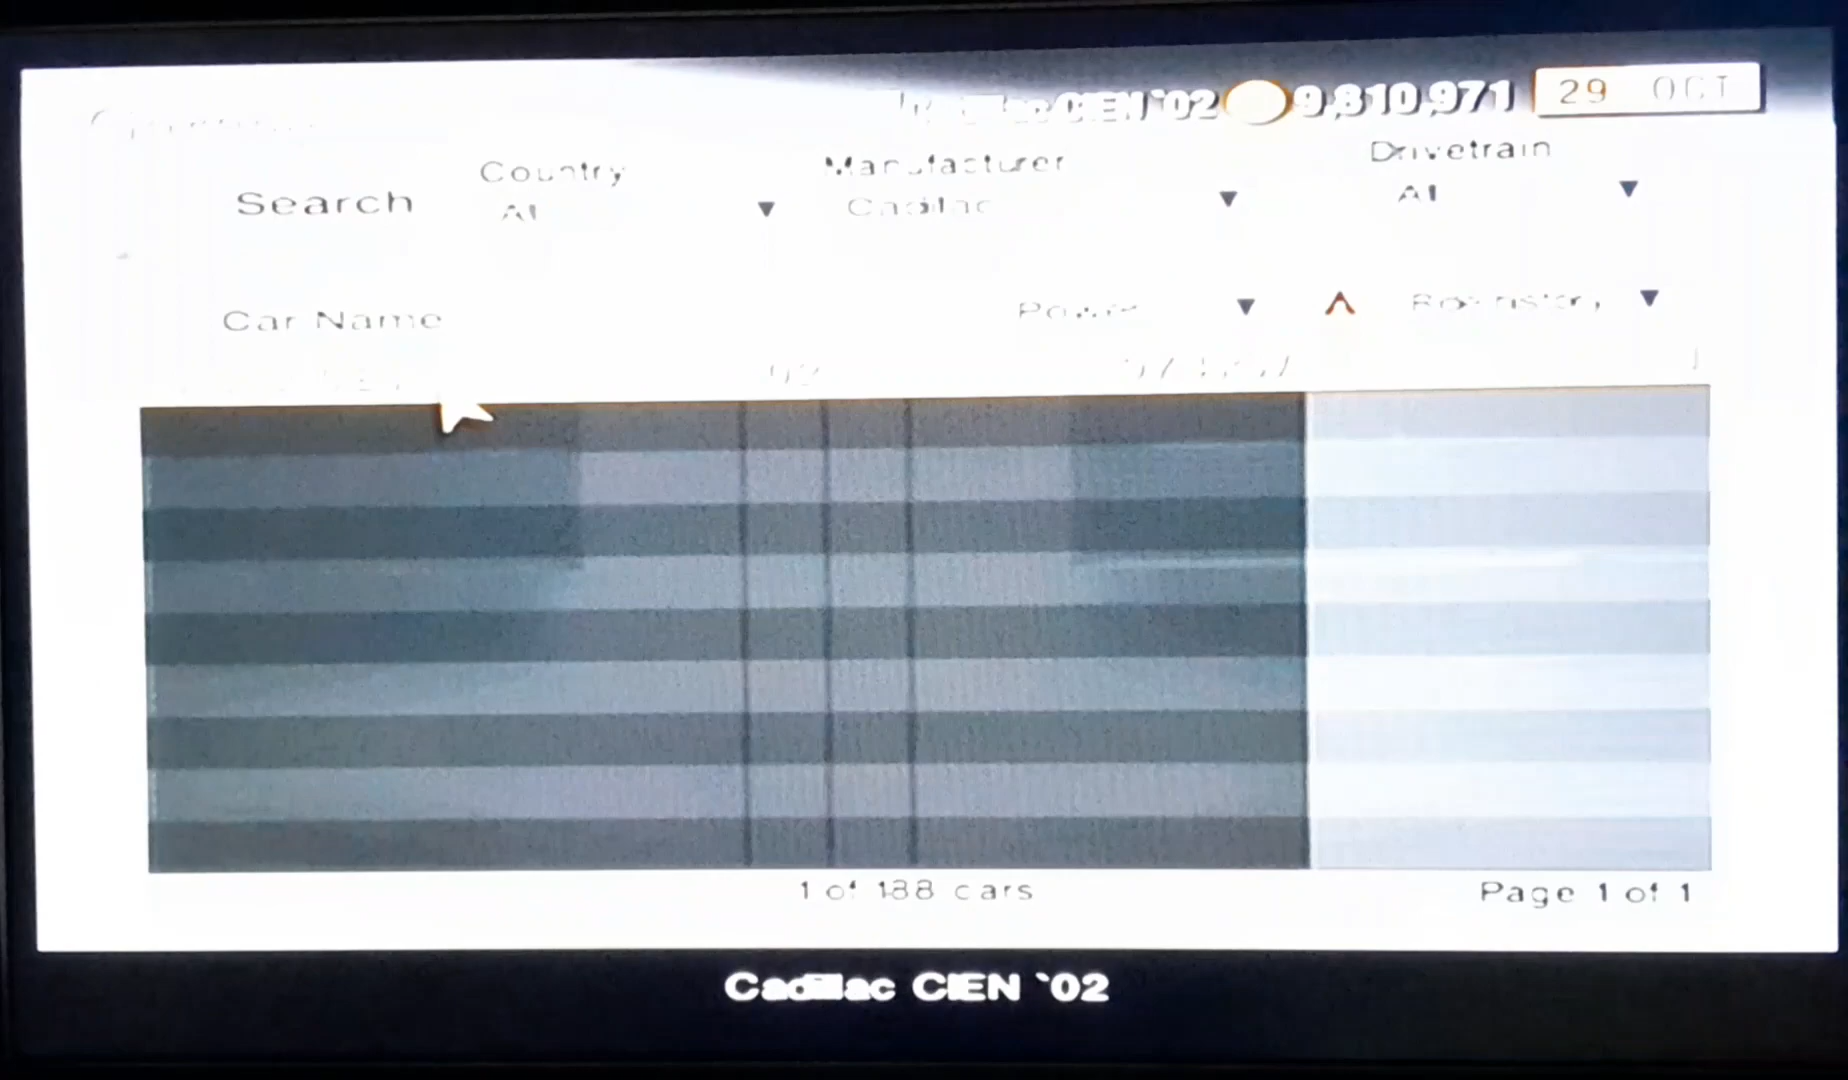 Cadillac CIEN `02 9,810,971 29 OCT
Search Country Manufacturer Drivetrain
All Cadillac All
Car Name Power
1 of 188 cars Page 1 of 1
Cadillac CIEN `02